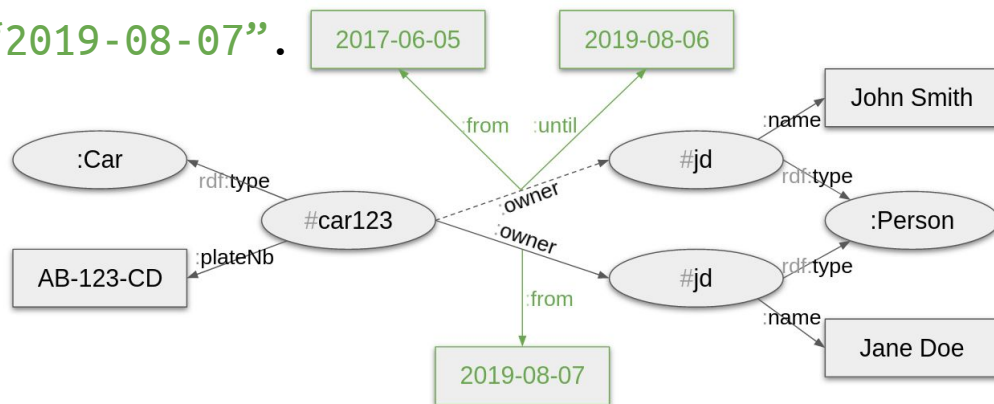 “2019-08-07”.
2017-06-05
2019-08-06
John Smith
:from
:until
:name
:Car
#jd
rdf:type
:owner
rdf:type
#car123
:Person
:owner
:plateNb
AB-123-CD
#jd
rdf:type
:from
:name
Jane Doe
2019-08-07